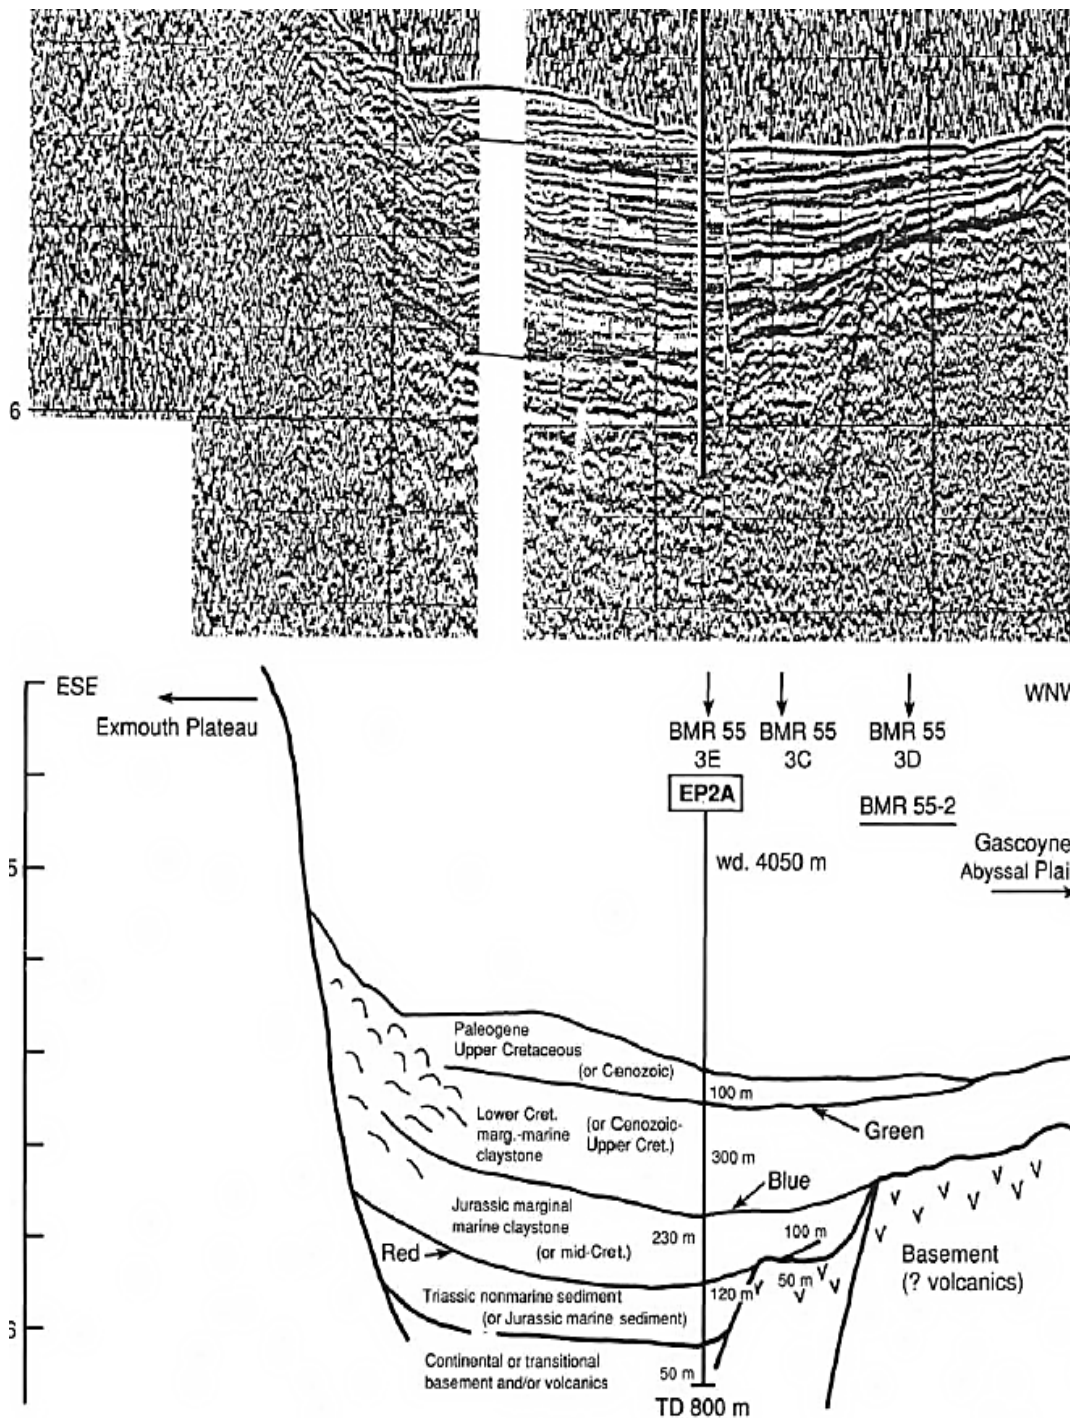 6
ESE
WNW
Exmouth Plateau
BMR 55
3E
BMR 55
3C
BMR 55
3D
EP2A
BMR 55-2
wd. 4050 m
Gascoyne
Abyssal Plai
5
Paleogene
Upper Cretaceous
(or Cenozoic)
100 m
Green
Lower Cret.
marg.-marine
claystone
(or Cenozoic-
Upper Cret.)
300 m
Blue
Jurassic marginal
marine claystone
(or mid-Cret.)
230 m
100 m
Red
Basement
(? volcanics)
Triassic nonmarine sediment
(or Jurassic marine sediment)
120 m
50 m
6
Continental or transitional
basement and/or volcanics
50 m
TD 800 m